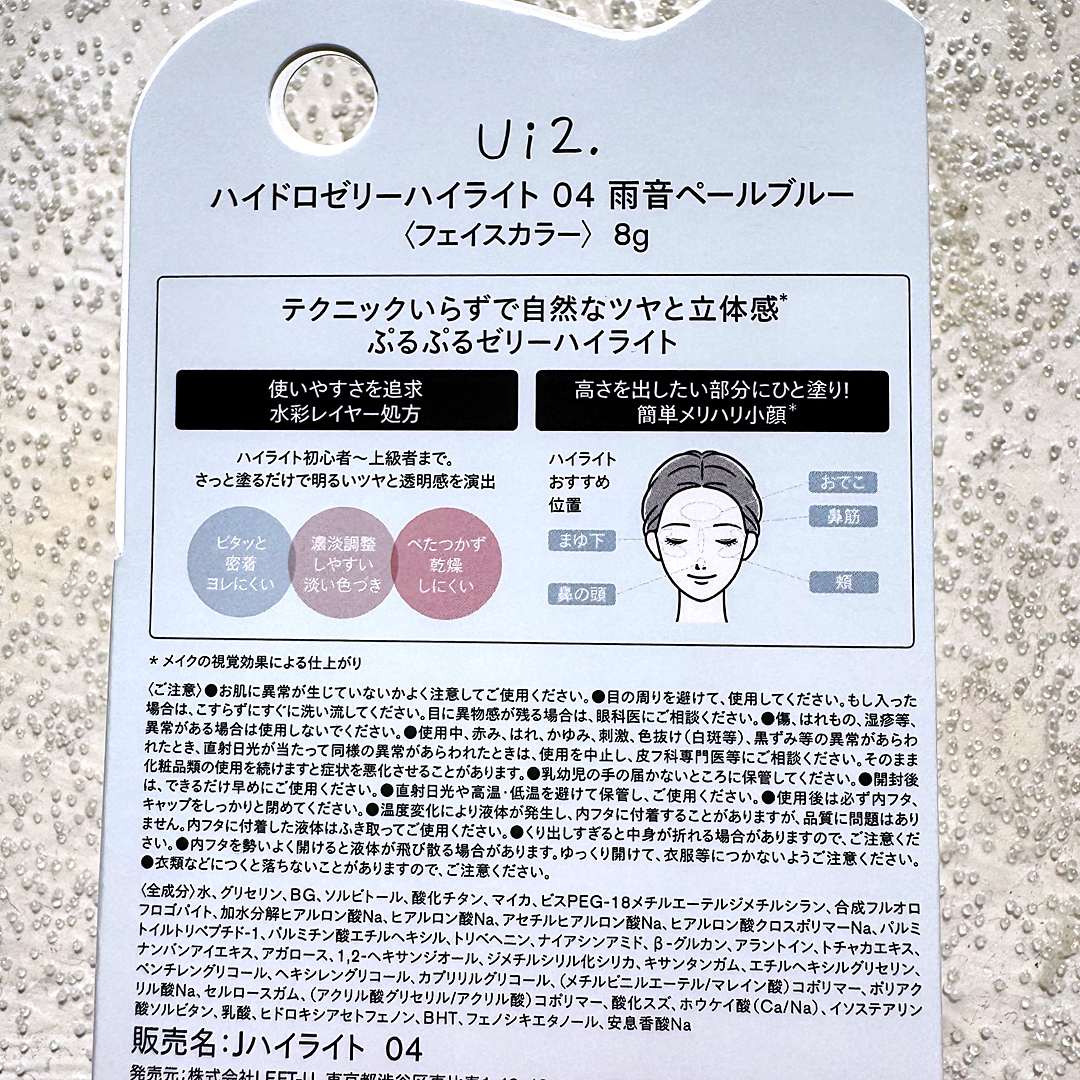 Ui2.
ハイドロゼリーハイライト 04 雨音ペールブルー
〈フェイスカラー〉 8g
テクニックいらずで自然なツヤと立体感*
ぷるぷるゼリーハイライト
使いやすさを追求
水彩レイヤー処方
ハイライト初心者～上級者まで。
さっと塗るだけで明るいツヤと透明感を演出
ピタッと
密着
ヨレにくい
濃淡調整
しやすい
淡い色づき
べたつかず
乾燥
しにくい
高さを出したい部分にひと塗り!
簡単メリハリ小顔*
ハイライト
おすすめ
位置
おでこ
鼻筋
まゆ下
頬
鼻の頭
* メイクの視覚効果による仕上がり
〈ご注意〉●お肌に異常が生じていないかよく注意してご使用ください。●目の周りを避けて、使用してください。もし入った
場合は、こすらずにすぐに洗い流してください。目に異物感が残る場合は、眼科医にご相談ください。●傷、はれもの、湿疹等、
異常がある場合は使用しないでください。●使用中、赤み、はれ、かゆみ、刺激、色抜け(白斑等)、黒ずみ等の異常があらわ
れたとき、直射日光が当たって同様の異常があらわれたときは、使用を中止し、皮フ科専門医等にご相談ください。そのまま
化粧品類の使用を続けますと症状を悪化させることがあります。●乳幼児の手の届かないところに保管してください。●開封後
は、できるだけ早めにご使用ください。●直射日光や高温・低温を避けて保管し、ご使用ください。●使用後は必ず内フタ、
キャップをしっかりと閉めてください。●温度変化により液体が発生し、内フタに付着することがありますが、品質に問題はあり
ません。内フタに付着した液体はふき取ってご使用ください。●くり出しすぎると中身が折れる場合がありますので、ご注意くだ
さい。●内フタを勢いよく開けると液体が飛び散る場合があります。ゆっくり開けて、衣服等につかないようご注意ください。
●衣類などにつくと落ちないことがありますので、ご注意ください。
〈全成分〉水、グリセリン、BG、ソルビトール、酸化チタン、マイカ、ビスPEG-18メチルエーテルジメチルシラン、合成フルオロ
フロゴパイト、加水分解ヒアルロン酸Na、ヒアルロン酸Na、アセチルヒアルロン酸Na、ヒアルロン酸クロスポリマーNa、パルミ
トイルトリペプチド-1、パルミチン酸エチルヘキシル、トリベヘニン、ナイアシンアミド、β-グルカン、アラントイン、トチャカエキス、
ナンバンアイエキス、アガロース、1,2-ヘキサンジオール、ジメチルシリル化シリカ、キサンタンガム、エチルヘキシルグリセリン、
ペンチレングリコール、ヘキシレングリコール、カプリリルグリコール、(メチルビニルエーテル/マレイン酸)コポリマー、ポリアク
リル酸Na、セルロースガム、(アクリル酸グリセリル/アクリル酸)コポリマー、酸化スズ、ホウケイ酸(Ca/Na)、イソステアリン
酸ソルビタン、乳酸、ヒドロキシアセトフェノン、BHT、フェノキシエタノール、安息香酸Na
販売名:Jハイライト 04
発売元:株式会社LEFT-U